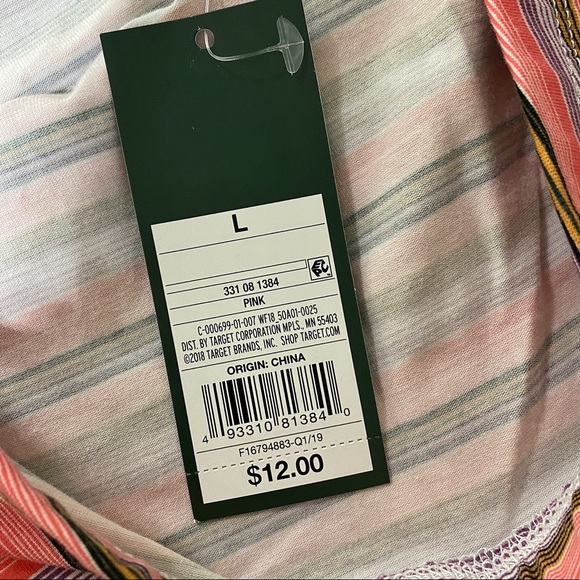 L
331 08 1384
PINK
C-000699-01-007 WF18_50A01-0025
DIST. BY TARGET CORPORATION MPLS., MN 55403
©2018 TARGET BRANDS, INC. SHOP TARGET.COM
ORIGIN: CHINA
4 93310 81384 0
F16794883-Q1/19
$12.00